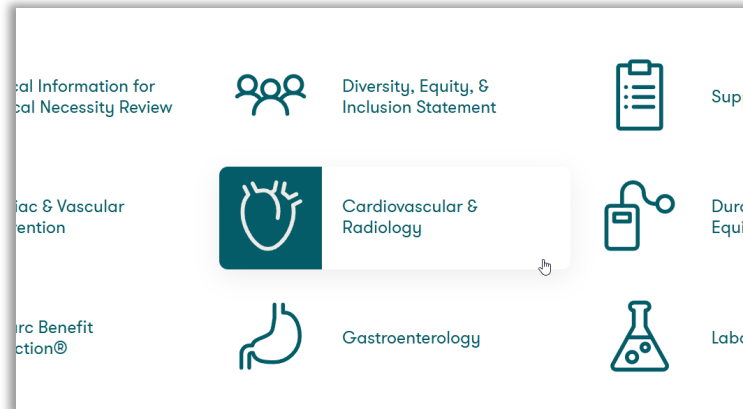 cal Information for
cal Necessity Review
Diversity, Equity, &
Inclusion Statement
Sup
iac & Vascular
ention
Cardiovascular &
Radiology
Dura
Equi
arc Benefit
ction®
Gastroenterology
Labo